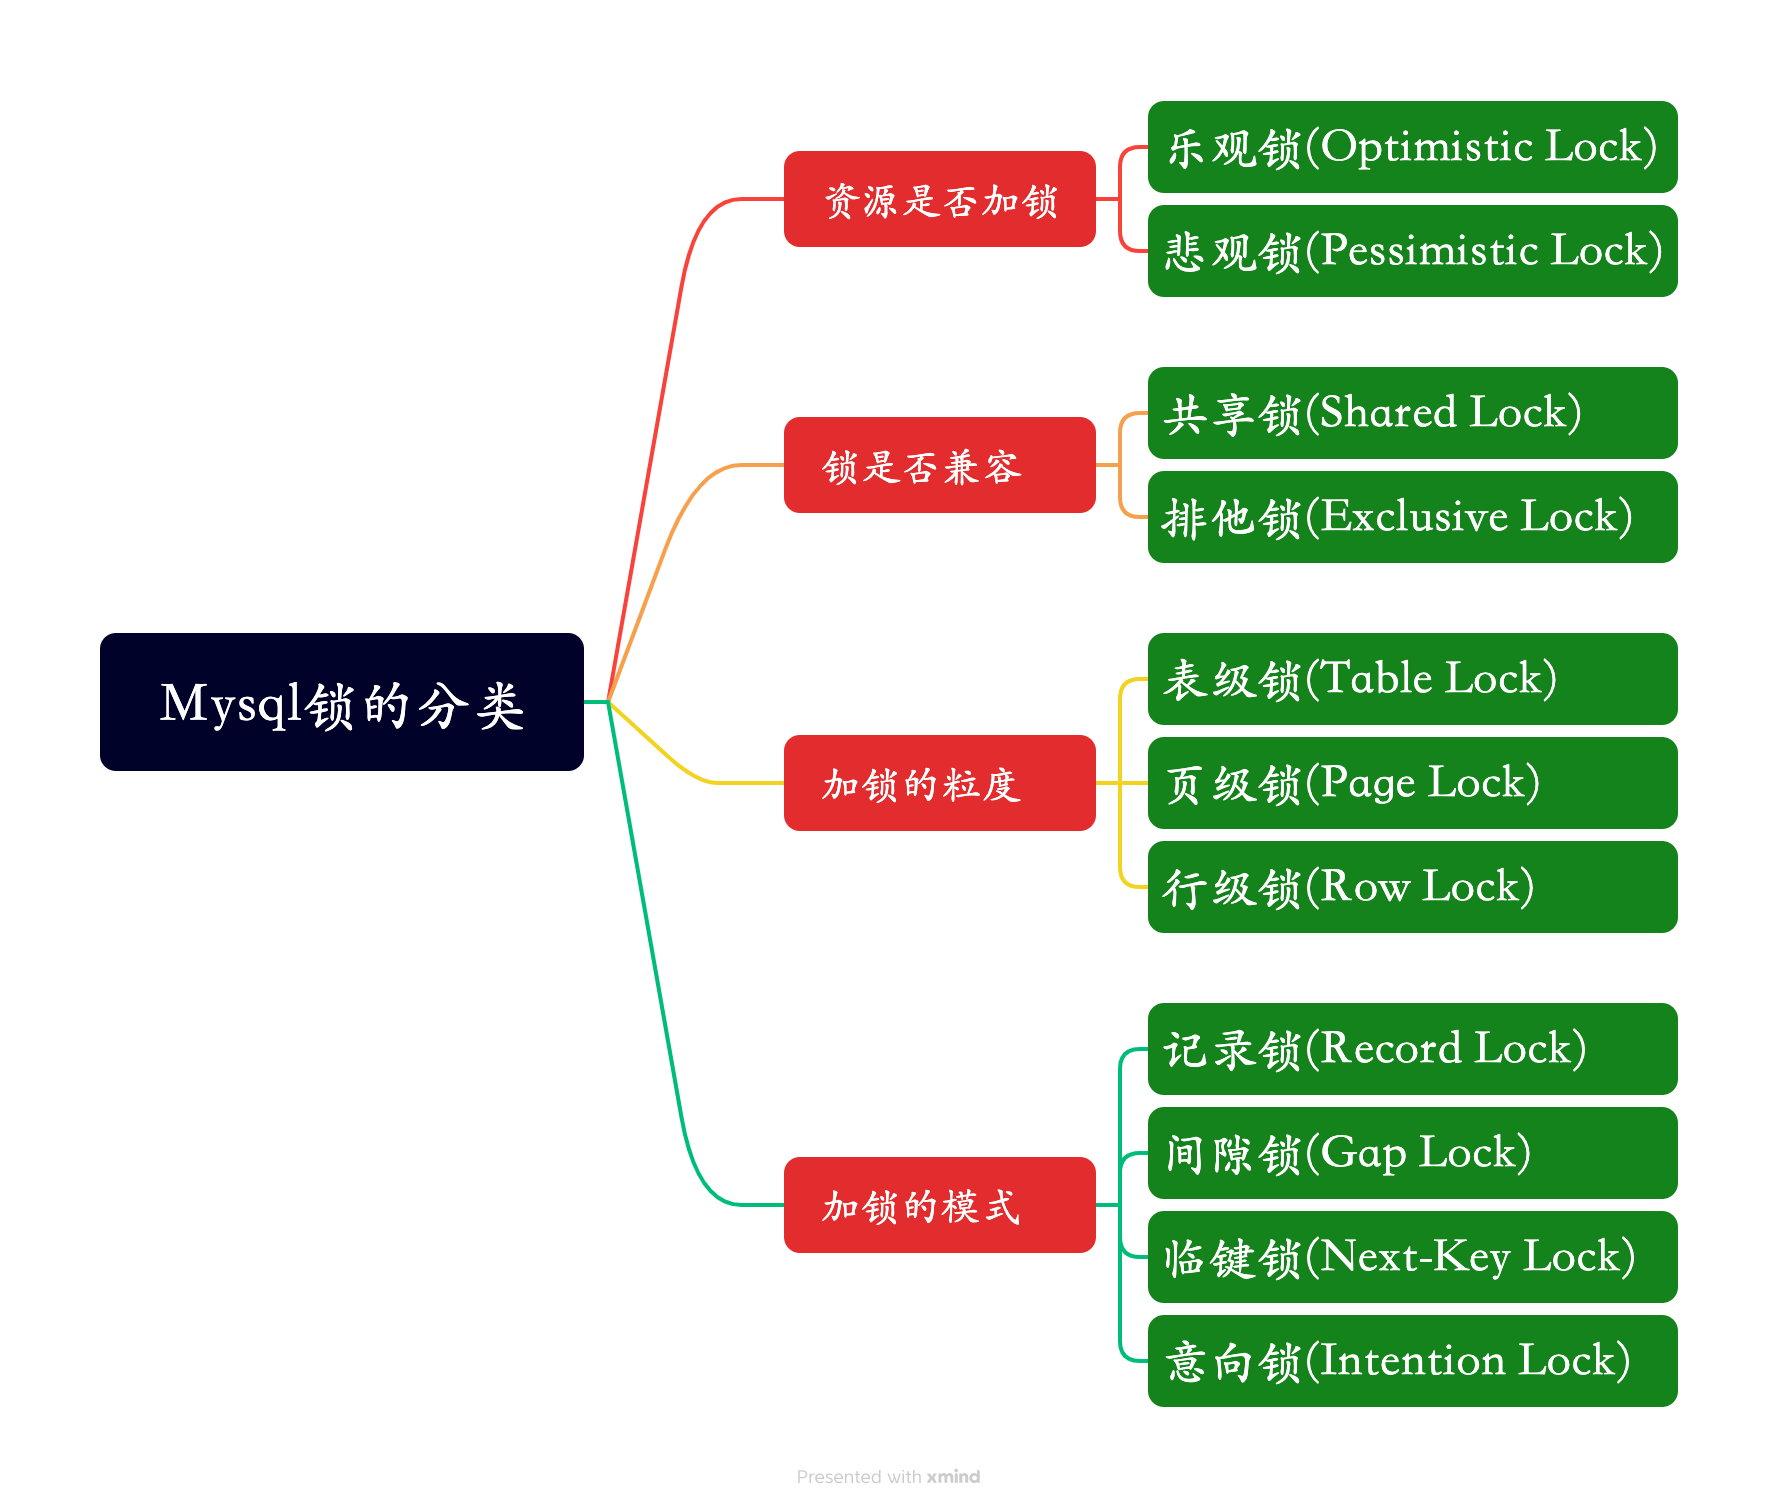 Mysql锁的分类
资源是否加锁
乐观锁(Optimistic Lock)
悲观锁(Pessimistic Lock)
锁是否兼容
共享锁(Shared Lock)
排他锁(Exclusive Lock)
加锁的粒度
表级锁(Table Lock)
页级锁(Page Lock)
行级锁(Row Lock)
加锁的模式
记录锁(Record Lock)
间隙锁(Gap Lock)
临键锁(Next-Key Lock)
意向锁(Intention Lock)
Presented with xmind